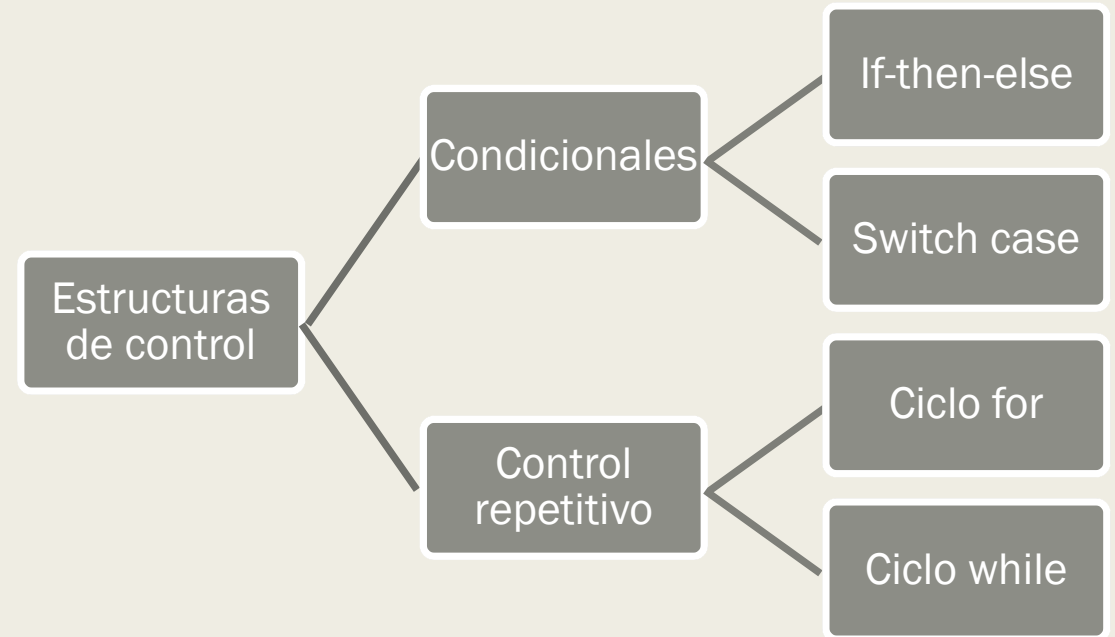 Estructuras
de control
Condicionales
If-then-else
Switch case
Control
repetitivo
Ciclo for
Ciclo while